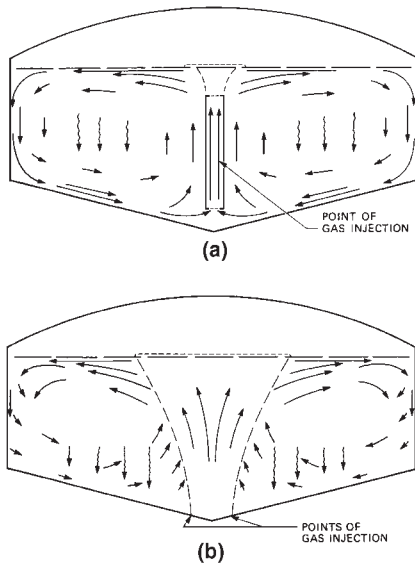 POINT OF
GAS INJECTION
(a)
POINTS OF
GAS INJECTION
(b)